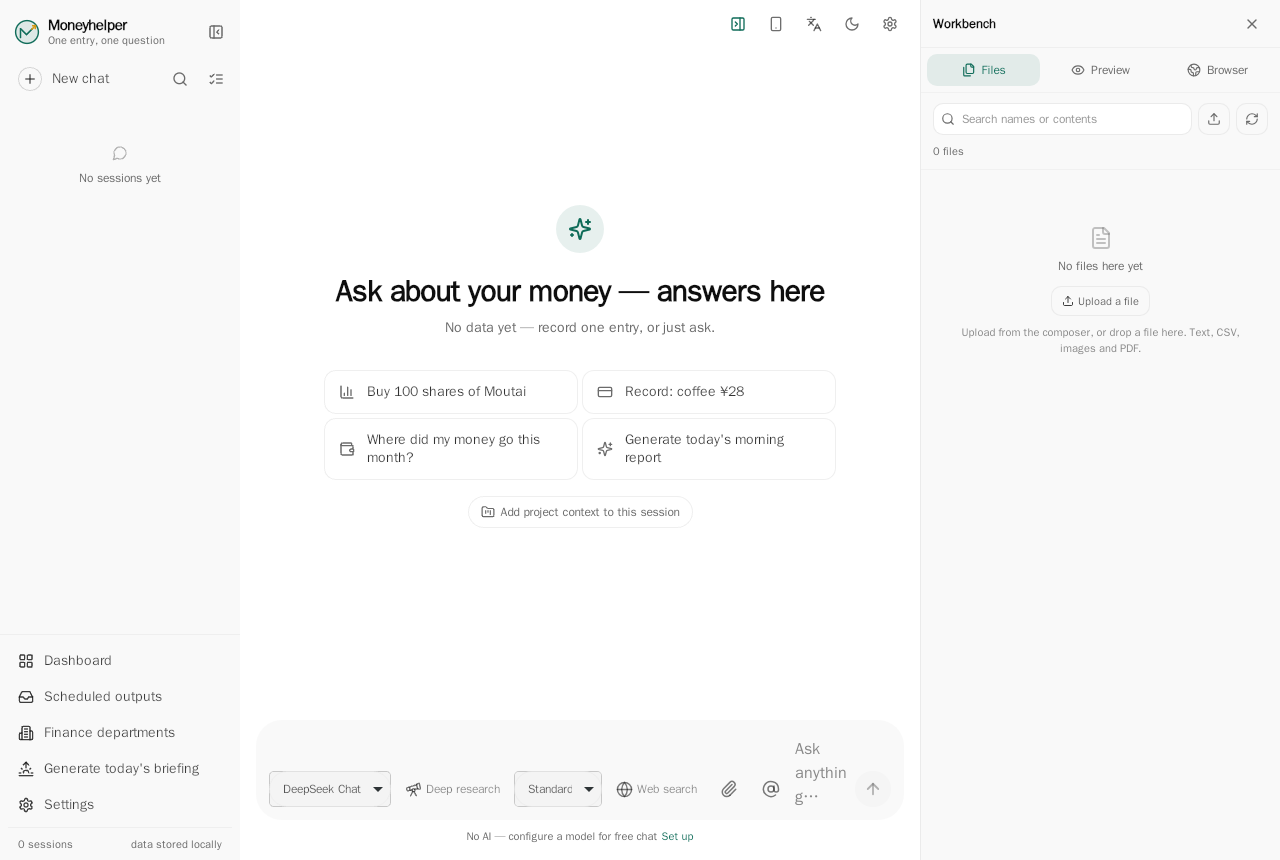 Moneyhelper
One entry, one question
New chat
No sessions yet
Dashboard
Scheduled outputs
Finance departments
Generate today's briefing
Settings
0 sessions
data stored locally
Ask about your money — answers here
No data yet — record one entry, or just ask.
Buy 100 shares of Moutai
Record: coffee ¥28
Where did my money go this
month?
Generate today's morning
report
Add project context to this session
Ask
anythin
g···
DeepSeek Chat
Deep research
Standard
Web search
No AI — configure a model for free chat Set up
Workbench
Files
Preview
Browser
Search names or contents
0 files
No files here yet
Upload a file
Upload from the composer, or drop a file here. Text, CSV,
images and PDF.